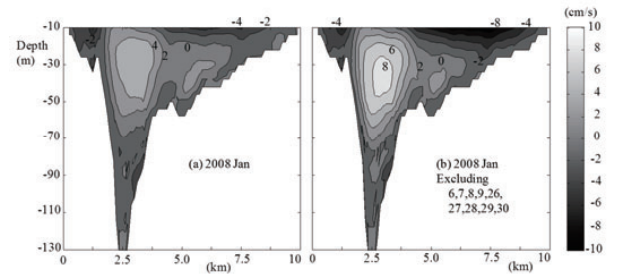 (cm/s)
-4 -2
-4 -8 -4
Depth
(m)
-10
-30
-50
-70
-90
-110
-130
4
2
0
6
8
2
0
-2
(a) 2008 Jan
(b) 2008 Jan
Excluding
6,7,8,9,26,
27,28,29,30
0 2.5 5.0 7.5 10
(km)
0 2.5 5.0 7.5 10
(km)
10
8
6
4
2
0
-2
-4
-6
-8
-10